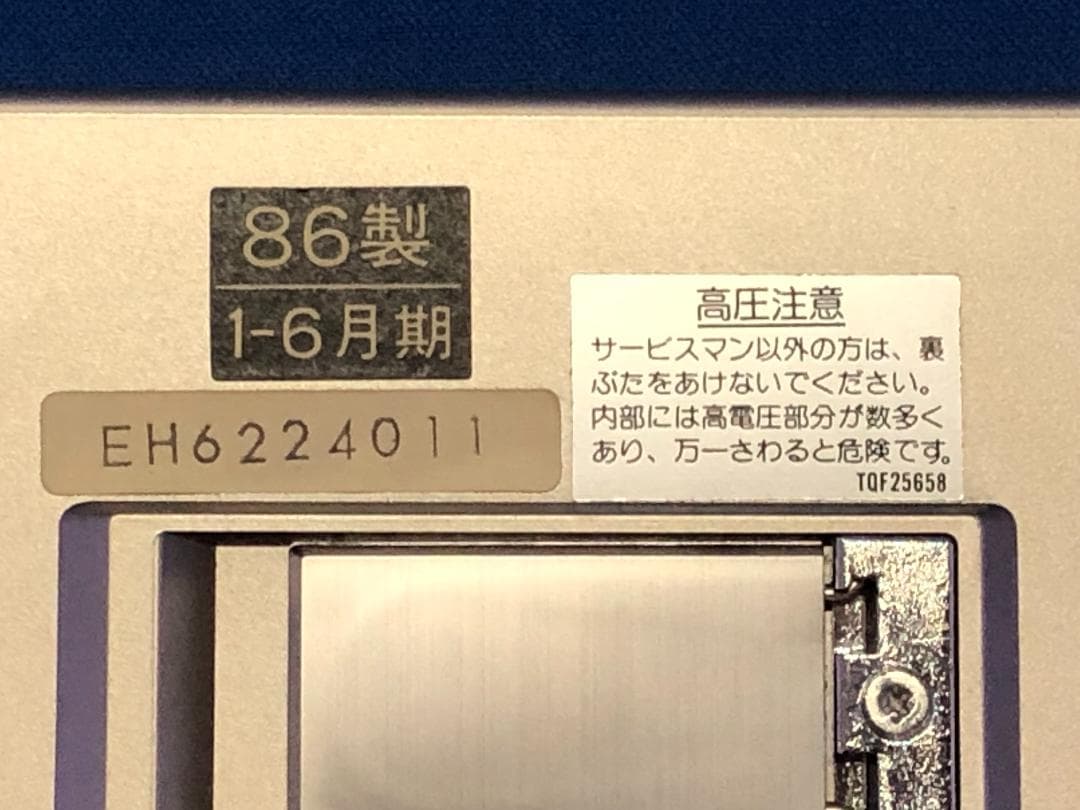 86製
1-6月期
EH6224011
高圧注意
サービスマン以外の方は、裏
ぶたをあけないでください。
内部には高電圧部分が数多く
あり、万一さわると危険です。
TQF25658